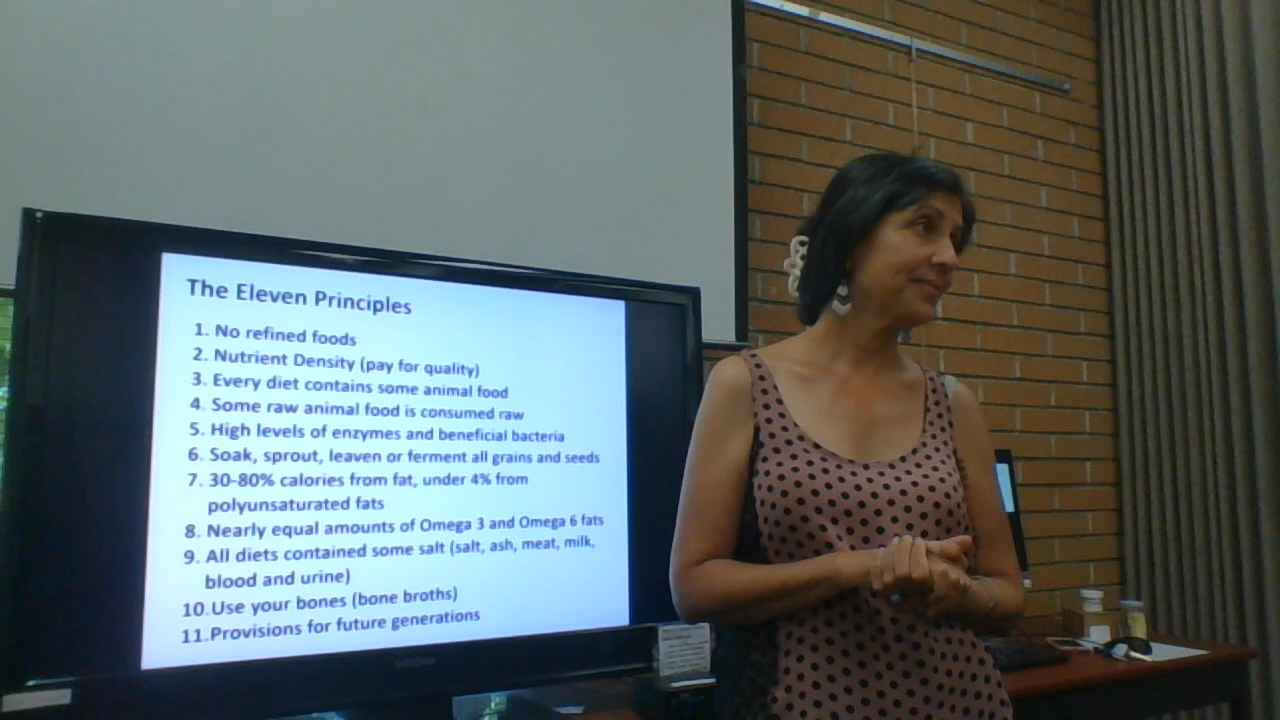 The Eleven Principles
1. No refined foods
2. Nutrient Density (pay for quality)
3. Every diet contains some animal food
4. Some raw animal food is consumed raw
5. High levels of enzymes and beneficial bacteria
6. Soak, sprout, leaven or ferment all grains and seeds
7. 30-80% calories from fat, under 4% from
polyunsaturated fats
8. Nearly equal amounts of Omega 3 and Omega 6 fats
9. All diets contained some salt (salt, ash, meat, milk,
blood and urine)
10. Use your bones (bone broths)
11. Provisions for future generations